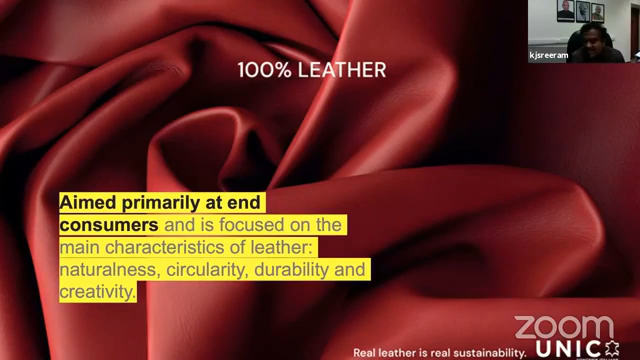 kjsreeram
100% LEATHER
Aimed primarily at end
consumers and is focused on the
main characteristics of leather:
naturalness, circularity, durability and
creativity.
zoom
Real leather is real sustainability.
UNIC